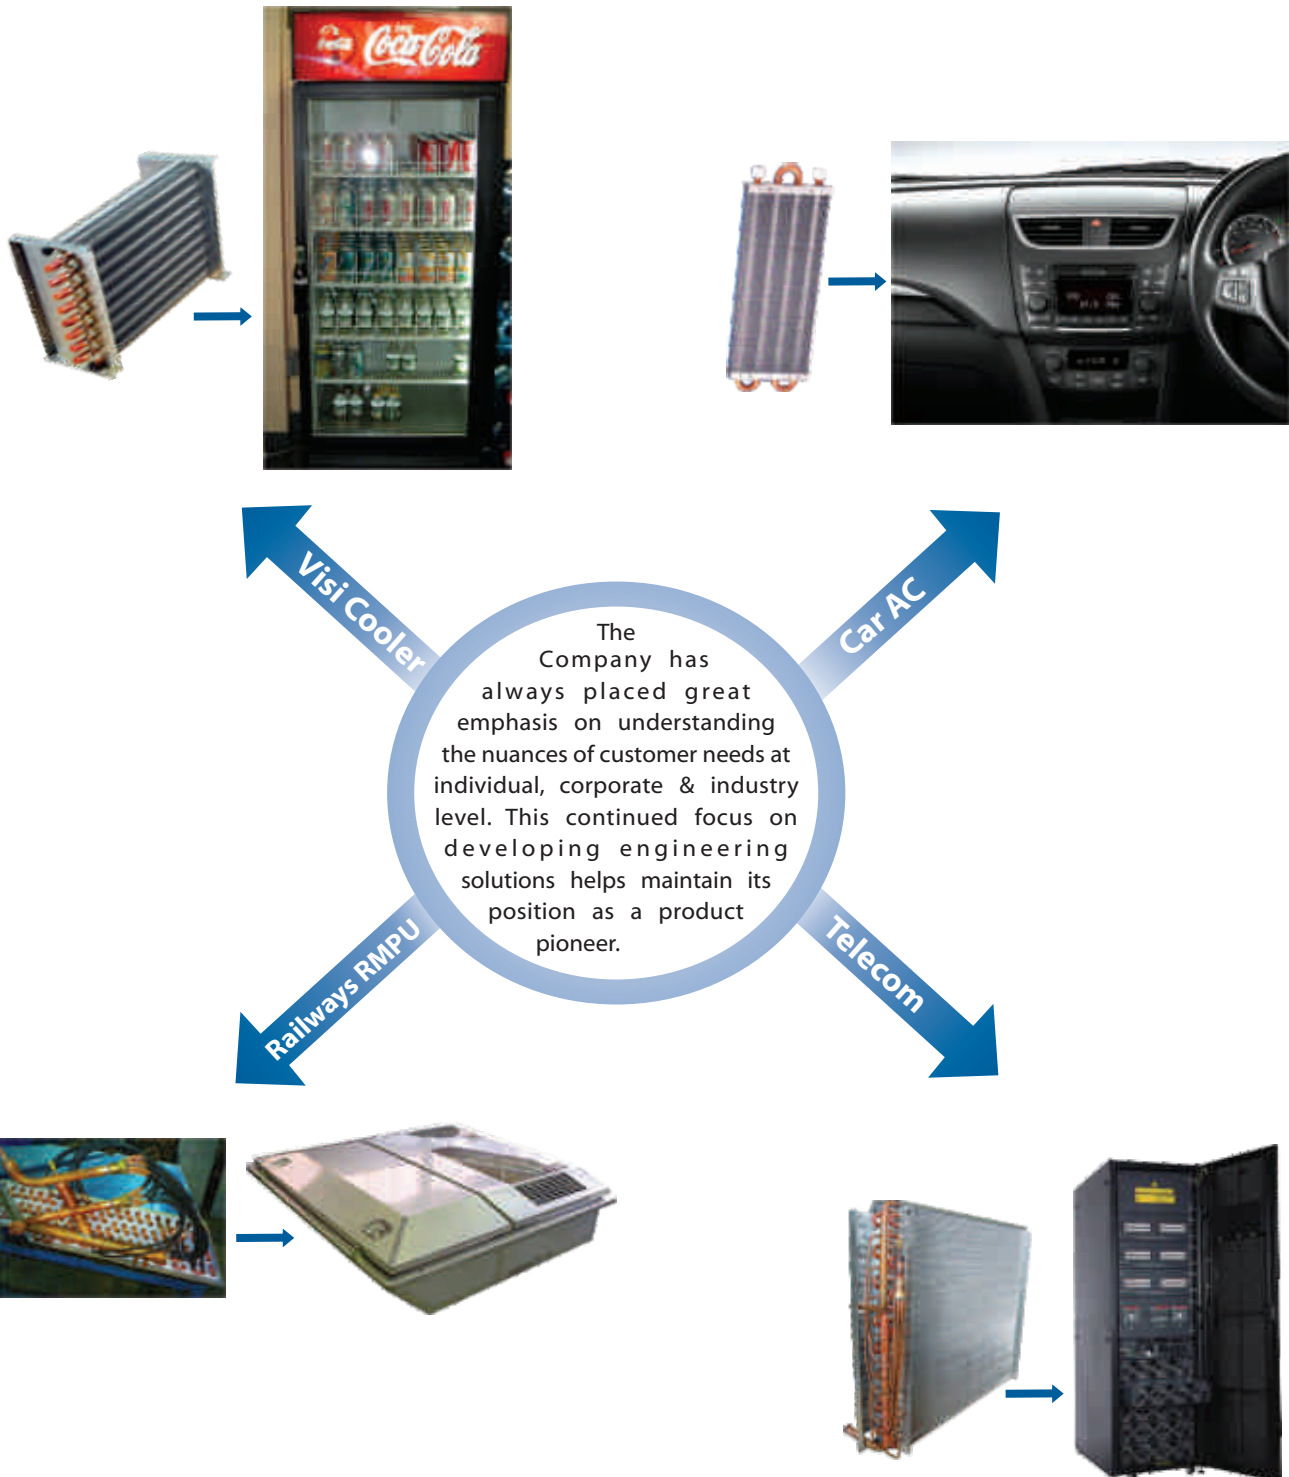 Coca-Cola
Visi Cooler
Car AC
The
Company has
always placed great
emphasis on understanding
the nuances of customer needs at
individual, corporate & industry
level. This continued focus on
developing engineering
solutions helps maintain its
position as a product
pioneer.
Railways RMPU
Telecom